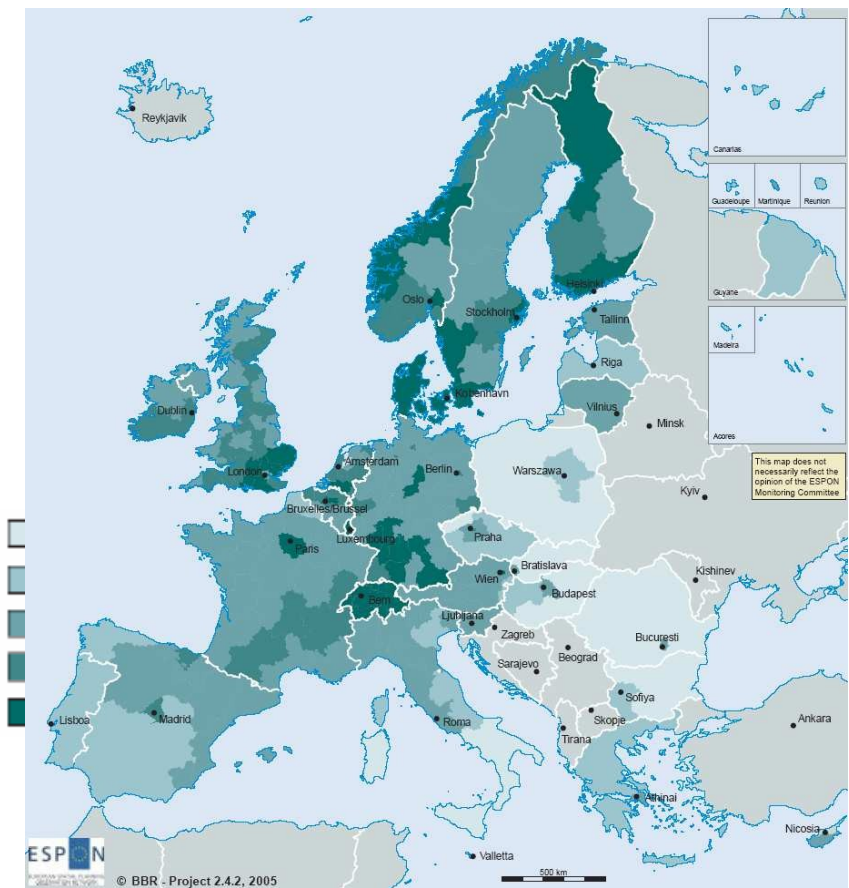 Reykjavik
Canarias
Guadeloupe
Martinique
Reunion
Guyane
Madeira
Acores
This map does not
necessarily reflect the
opinion of the ESPON
Monitoring Committee
Oslo
Helsinki
Stockholm
Tallinn
Riga
København
Vilnius
Minsk
Dublin
London
Amsterdam
Berlin
Warszawa
Kyiv
Bruxelles/Brussel
Luxembourg
Praha
Paris
Kishinev
Bratislava
Wien
Budapest
Bern
Ljubljana
Zagreb
Bucuresti
Beograd
Sarajevo
Sofiya
Lisboa
Madrid
Roma
Skopje
Tirana
Ankara
Athinai
Nicosia
Valletta
ESPON
© BBR - Project 2.4.2, 2005
500 km